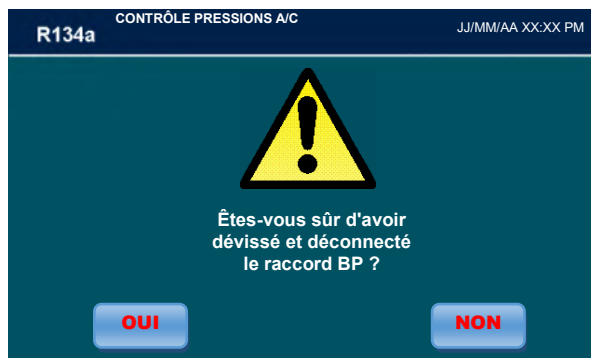 R134a
CONTRÔLE PRESSIONS A/C
JJ/MM/AA XX:XX PM
Êtes-vous sûr d'avoir
dévissé et déconnecté
le raccord BP ?
OUI
NON